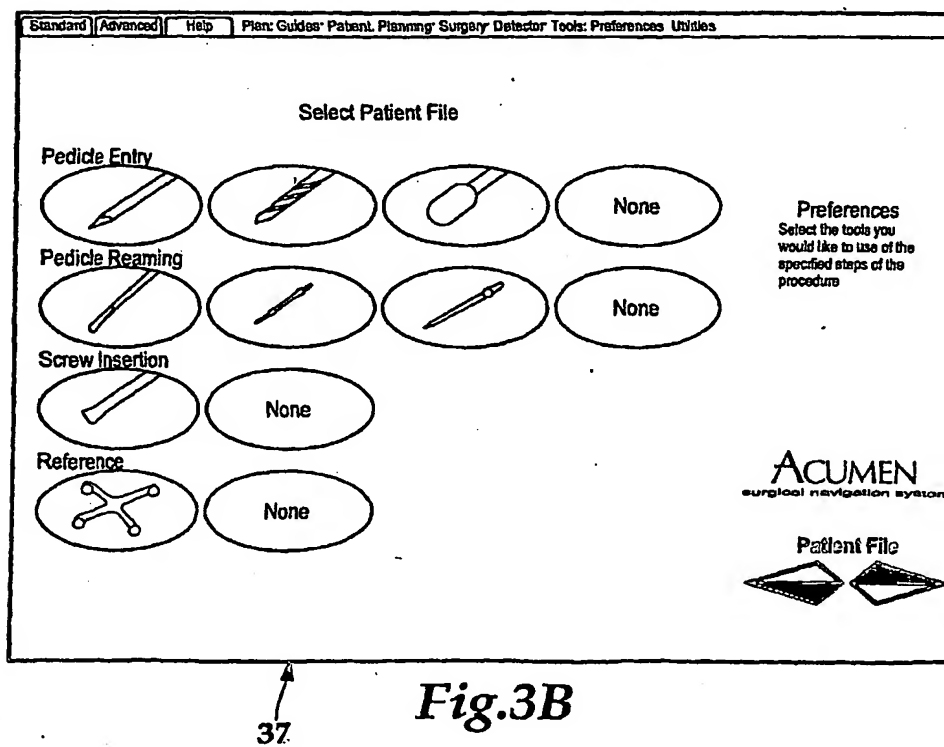 Standard Advanced Help Plan: Guides: Patient. Planning: Surgery: Detector Tools: Preferences Utilities
Select Patient File
Pedicle Entry
None
Preferences
Select the tools you
would like to use of the
specified steps of the
procedure
Pedicle Reaming
None
Screw Insertion
None
Reference
None
ACUMEN
surgical navigation system
Patient File
37
Fig.3B